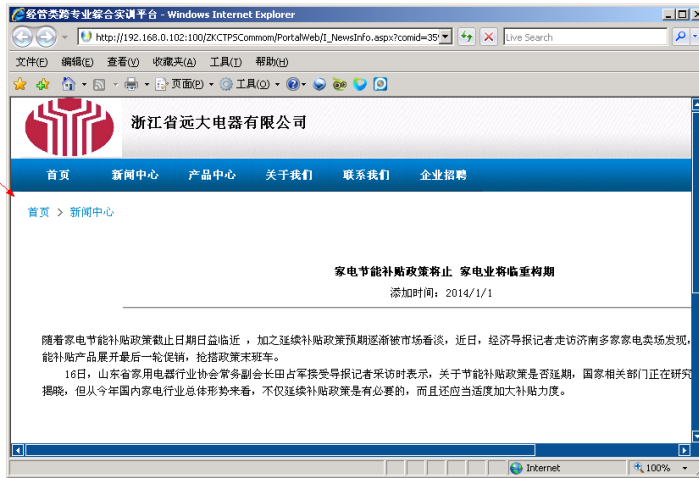 经管类跨专业综合实训平台 - Windows Internet Explorer
http://192.168.0.102:100/ZKCTPSCommom/PortalWeb/I_NewsInfo.aspx?comid=35
Live Search
文件(F) 编辑(E) 查看(V) 收藏夹(A) 工具(T) 帮助(H)
页面(P) 工具(O)
浙江省远大电器有限公司
首页 新闻中心 产品中心 关于我们 联系我们 企业招聘
首页 > 新闻中心
家电节能补贴政策将止 家电业将临重构期
添加时间: 2014/1/1
随着家电节能补贴政策截止日期日益临近 ，加之延续补贴政策预期逐渐被市场看淡，近日，经济导报记者走访济南多家家电卖场发现，
能补贴产品展开最后一轮促销，抢搭政策末班车。
16日，山东省家用电器行业协会常务副会长田占军接受导报记者采访时表示，关于节能补贴政策是否延期，国家相关部门正在研究
揭晓，但从今年国内家电行业总体形势来看，不仅延续补贴政策是有必要的，而且还应当适度加大补贴力度。
Internet
100%